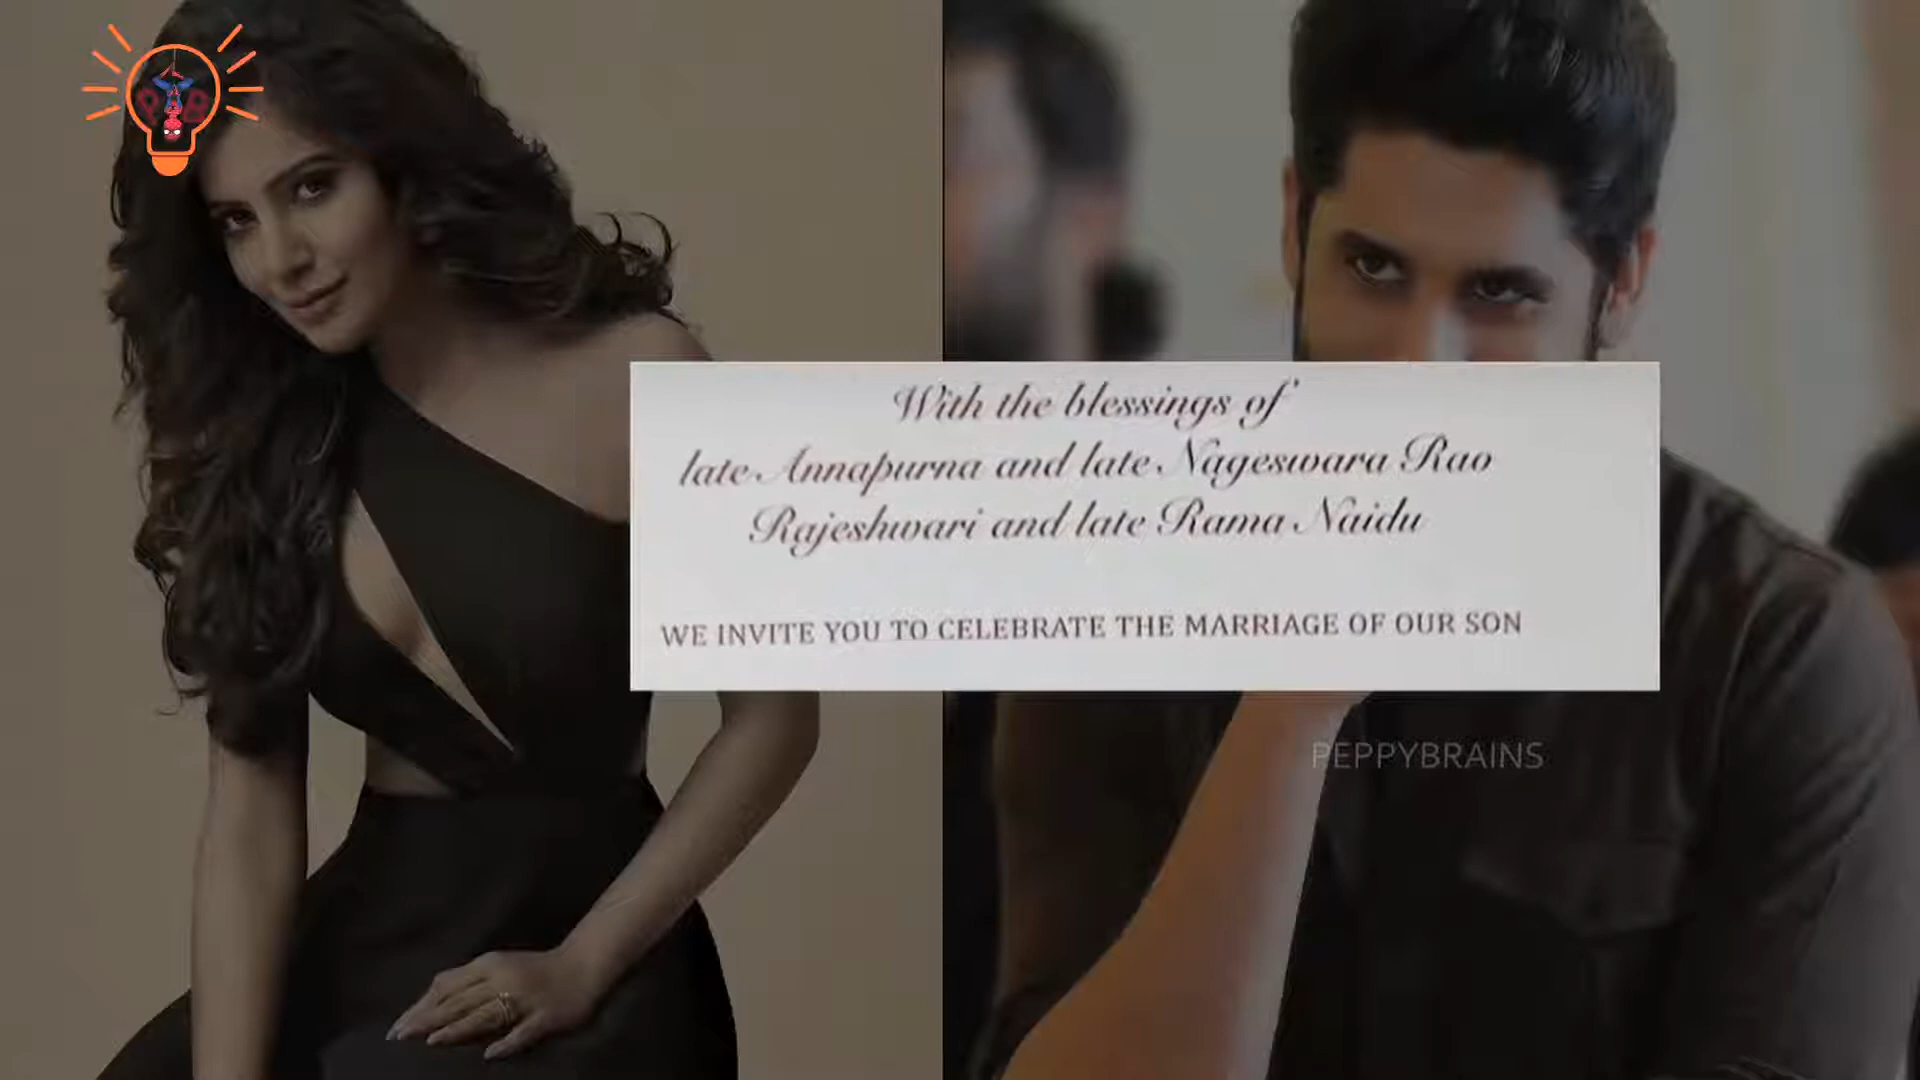 With the blessings of
late Annapurna and late Nageswara Rao
Rajeshwari and late Rama Naidu
WE INVITE YOU TO CELEBRATE THE MARRIAGE OF OUR SON
PEPPYBRAINS